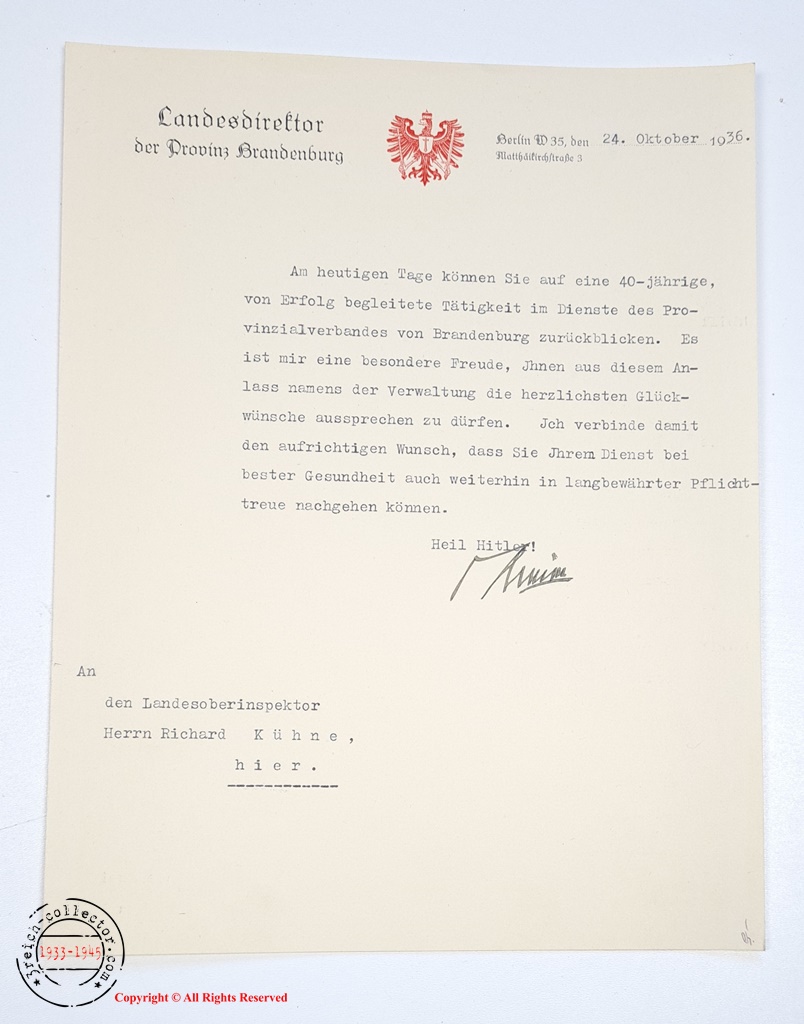 Landesdirektor
der Provinz Brandenburg
Berlin W 35, den 24. Oktober 1936.
Matthäikirchstraße 3
Am heutigen Tage können Sie auf eine 40-jährige,
von Erfolg begleitete Tätigkeit im Dienste des Pro-
vinzialverbandes von Brandenburg zurückblicken. Es
ist mir eine besondere Freude, Jhnen aus diesem An-
lass namens der Verwaltung die herzlichsten Glück-
wünsche aussprechen zu dürfen. Jch verbinde damit
den aufrichtigen Wunsch, dass Sie Jhrem Dienst bei
bester Gesundheit auch weiterhin in langbewährter Pflicht-
treue nachgehen können.
Heil Hitler!
An
den Landesoberinspektor
Herrn Richard K ü h n e ,
h i e r .
3reich-collector.com
1933-1945
Copyright © All Rights Reserved